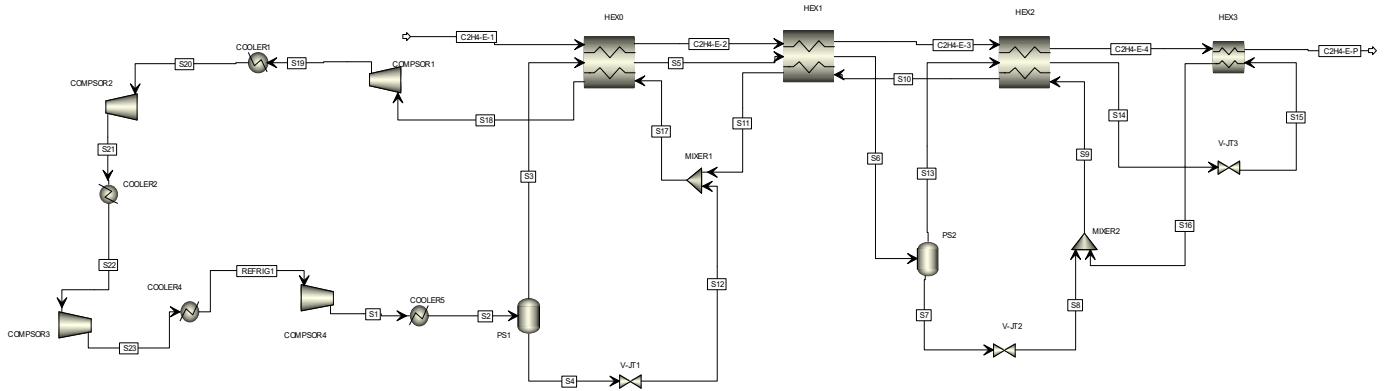 HEX0
HEX1
HEX2
HEX3
C2H4-E-1
C2H4-E-2
C2H4-E-3
C2H4-E-4
C2H4-E-P
COOLER1
S20
S19
COMPSOR1
COMPSOR2
S5
S10
S18
S17
S11
S14
S15
S21
S6
S9
V-JT3
MIXER1
S3
S13
COOLER2
S16
PS2
MIXER2
S22
REFRIG1
COOLER4
S12
COOLER5
S8
S1
S2
S7
COMPSOR3
COMPSOR4
PS1
V-JT2
S23
V-JT1
S4